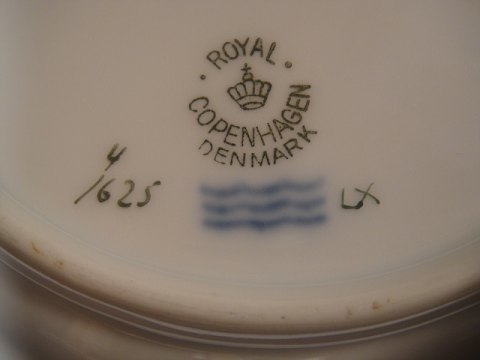 · ROYAL ·
COPENHAGEN
DENMARK
4
/625
LX